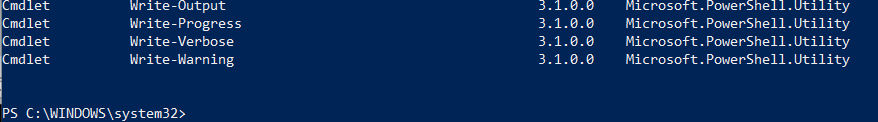 Cmdlet Write-Output 3.1.0.0 Microsoft.PowerShell.Utility
Cmdlet Write-Progress 3.1.0.0 Microsoft.PowerShell.Utility
Cmdlet Write-Verbose 3.1.0.0 Microsoft.PowerShell.Utility
Cmdlet Write-Warning 3.1.0.0 Microsoft.PowerShell.Utility
PS C:\WINDOWS\system32>